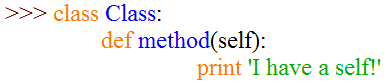 >>> class Class:
        def method(self):
                print 'I have a self!'